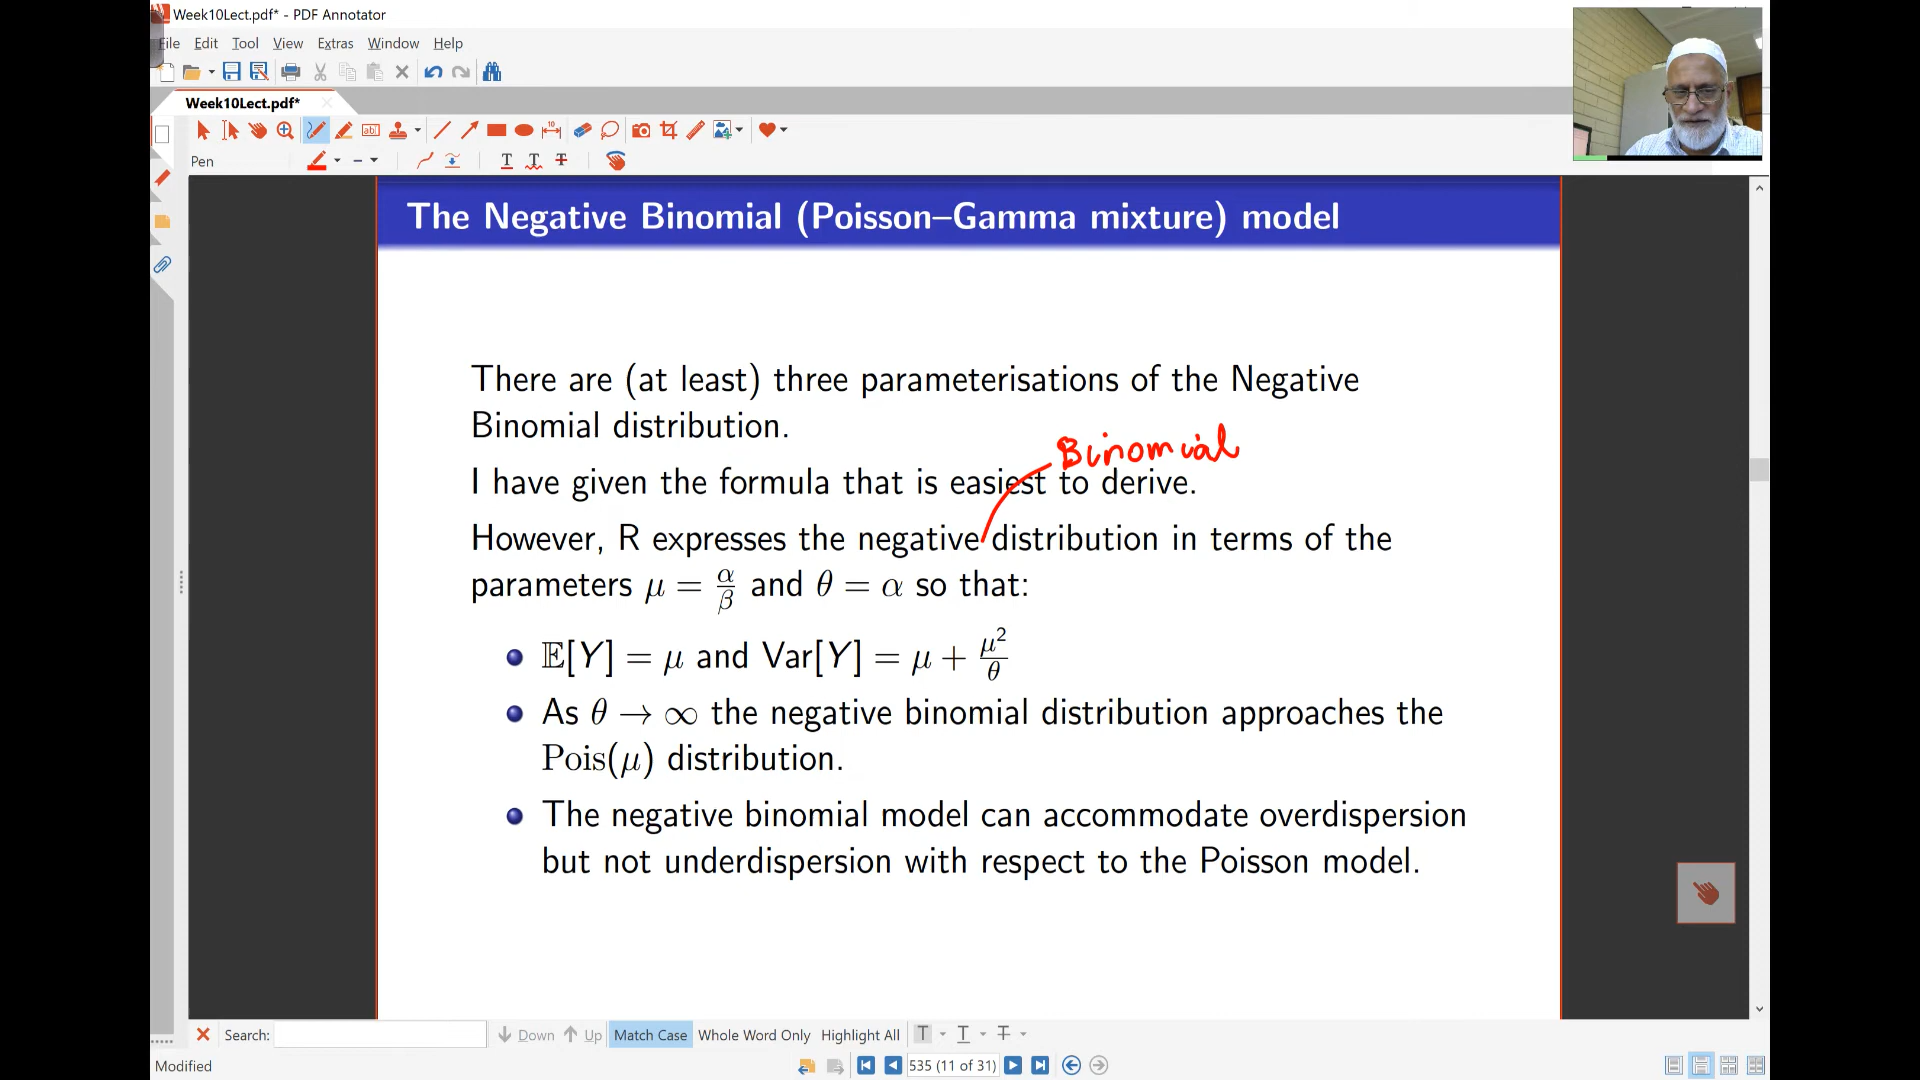 Week10Lect.pdf* - PDF Annotator
File Edit Tool View Extras Window Help
Week10Lect.pdf*
Pen
The Negative Binomial (Poisson–Gamma mixture) model
There are (at least) three parameterisations of the Negative
Binomial distribution.
Binomial
I have given the formula that is easiest to derive.
However, R expresses the negative distribution in terms of the
parameters μ = α/β and θ = α so that:
𝔼[Y] = μ and Var[Y] = μ + μ²/θ
As θ → ∞ the negative binomial distribution approaches the
Pois(μ) distribution.
The negative binomial model can accommodate overdispersion
but not underdispersion with respect to the Poisson model.
Search: Down Up Match Case Whole Word Only Highlight All
Modified 535 (11 of 31)